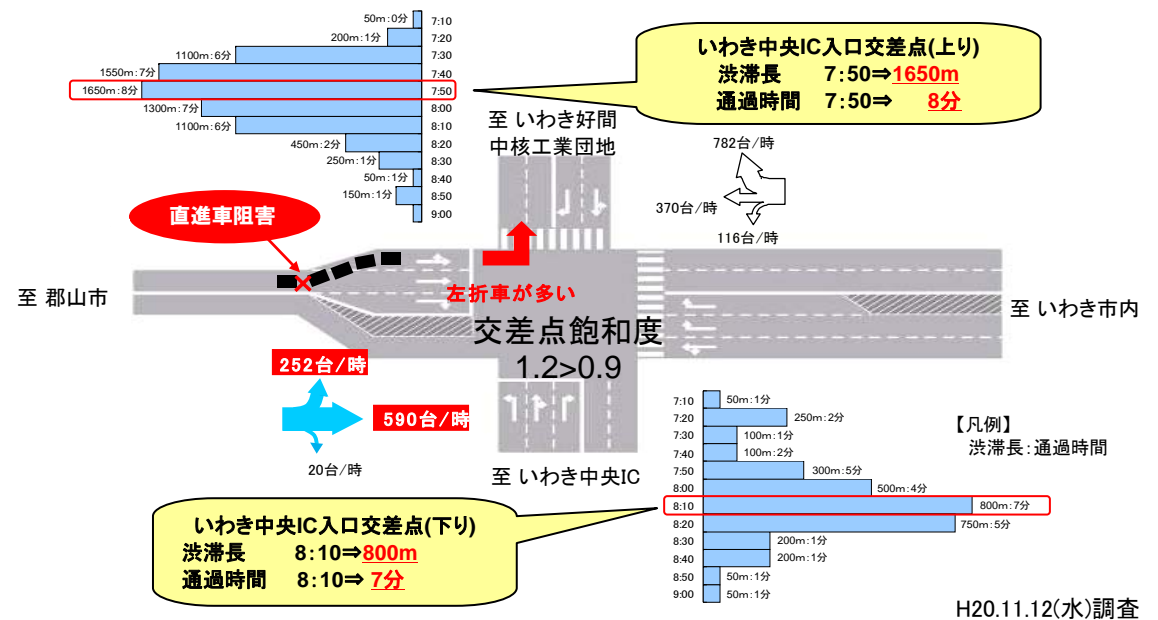 50m:0分 7:10
200m:1分 7:20
1100m:6分 7:30
1550m:7分 7:40
1650m:8分 7:50
1300m:7分 8:00
1100m:6分 8:10
450m:2分 8:20
250m:1分 8:30
50m:1分 8:40
150m:1分 8:50
9:00
いわき中央IC入口交差点(上り)
渋滞長 7:50⇒1650m
通過時間 7:50⇒ 8分
至 いわき好間
中核工業団地
782台/時
370台/時
116台/時
直進車阻害
左折車が多い
至 郡山市
至 いわき市内
交差点飽和度
1.2>0.9
252台/時
590台/時
20台/時
至 いわき中央IC
いわき中央IC入口交差点(下り)
渋滞長 8:10⇒800m
通過時間 8:10⇒ 7分
7:10 50m:1分
7:20 250m:2分
7:30 100m:1分
7:40 100m:2分
7:50 300m:5分
8:00 500m:4分
8:10 800m:7分
8:20 750m:5分
8:30 200m:1分
8:40 200m:1分
8:50 50m:1分
9:00 50m:1分
【凡例】
渋滞長:通過時間
H20.11.12(水)調査